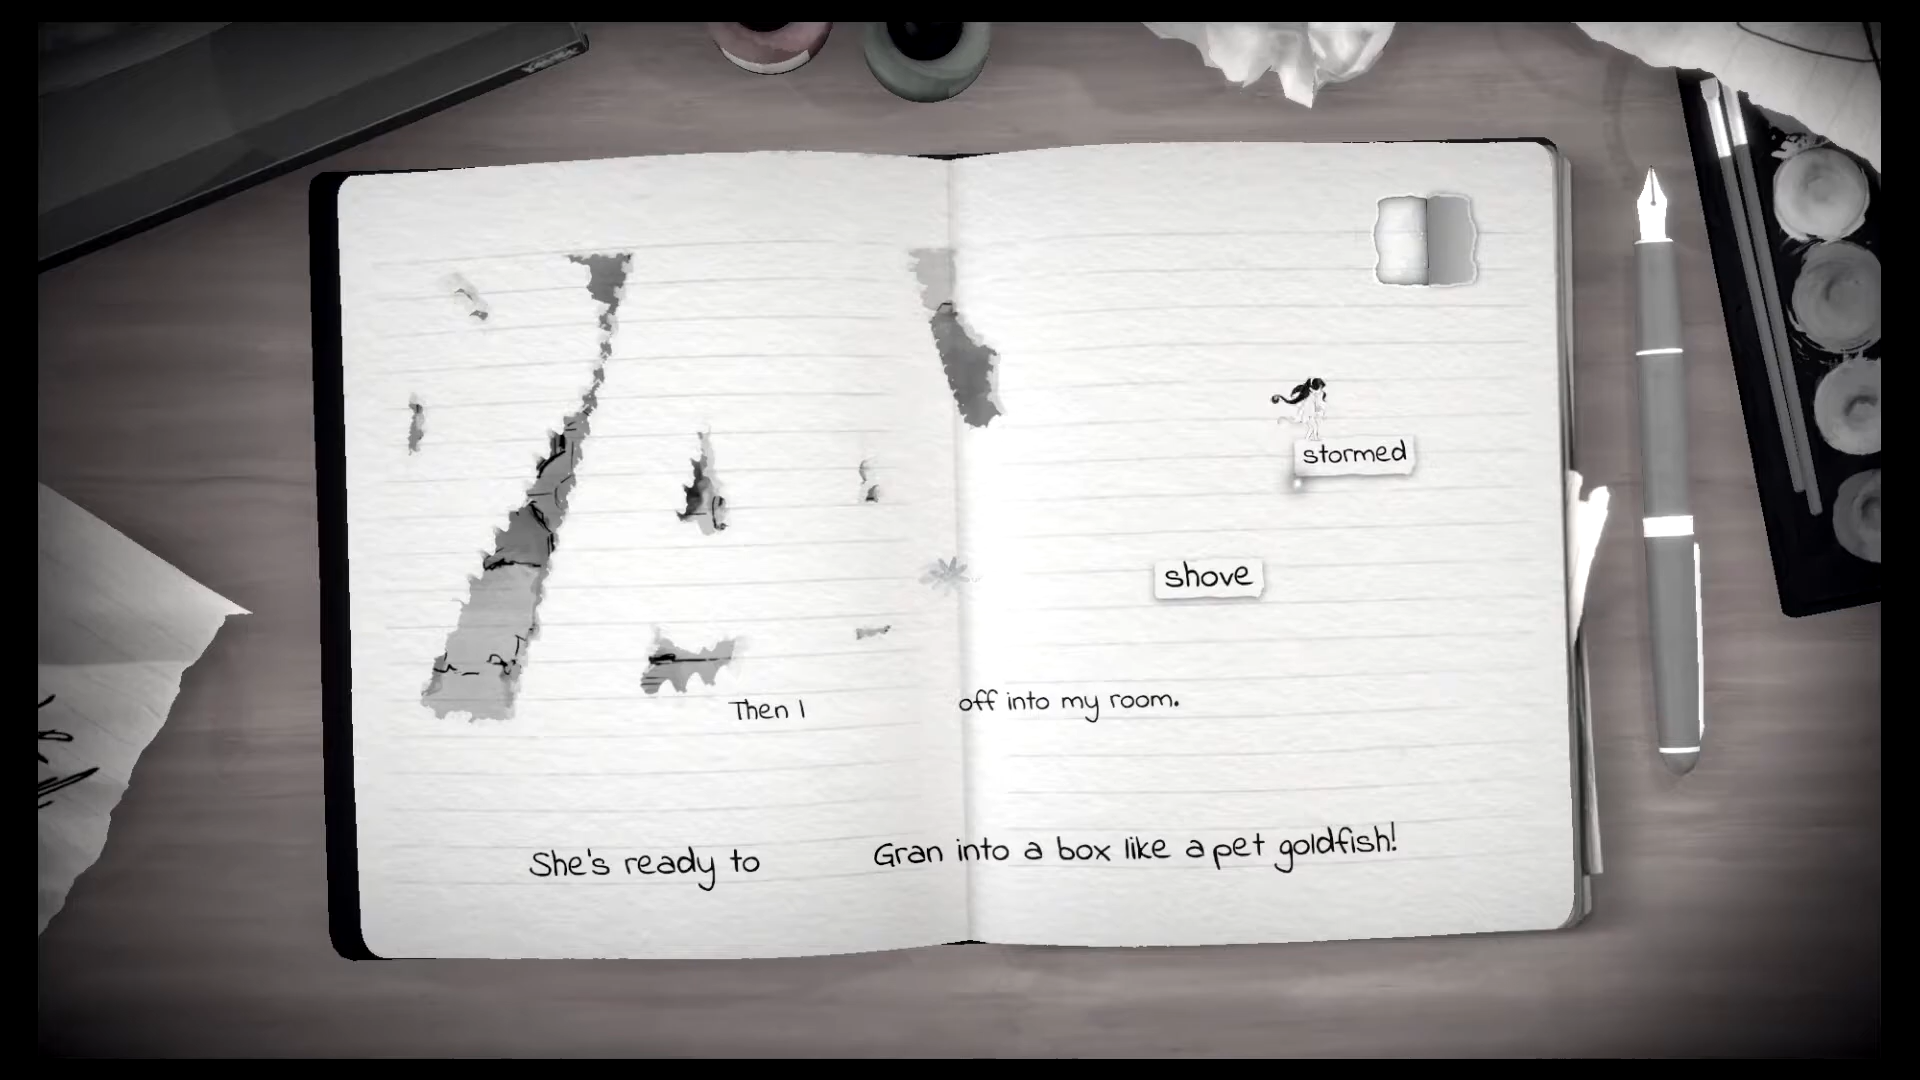 stormed
shove
Then I off into my room.
She's ready to Gran into a box like a pet goldfish!